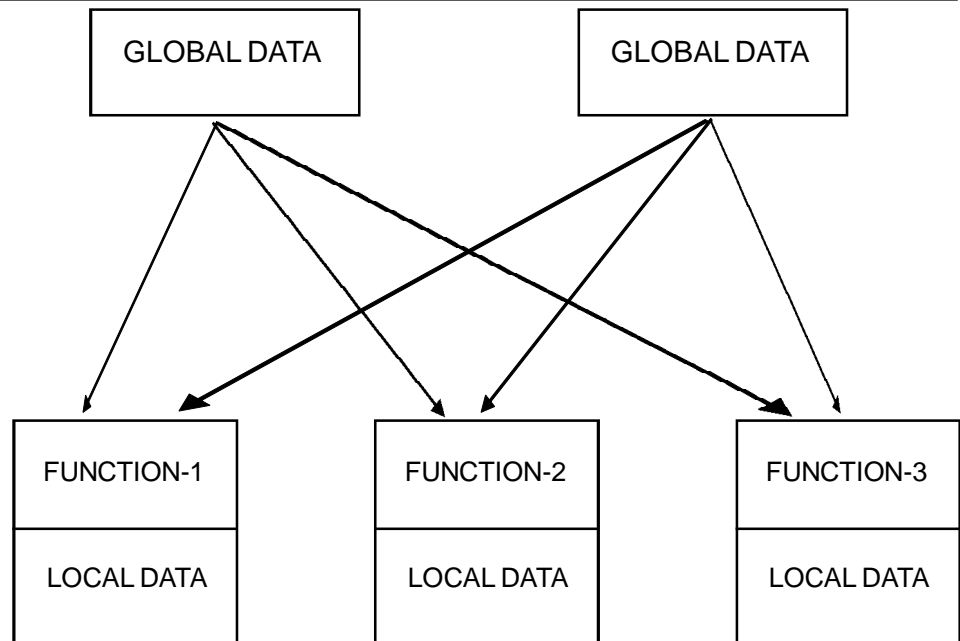 GLOBAL DATA GLOBAL DATA
FUNCTION-1 FUNCTION-2 FUNCTION-3
LOCAL DATA LOCAL DATA LOCAL DATA